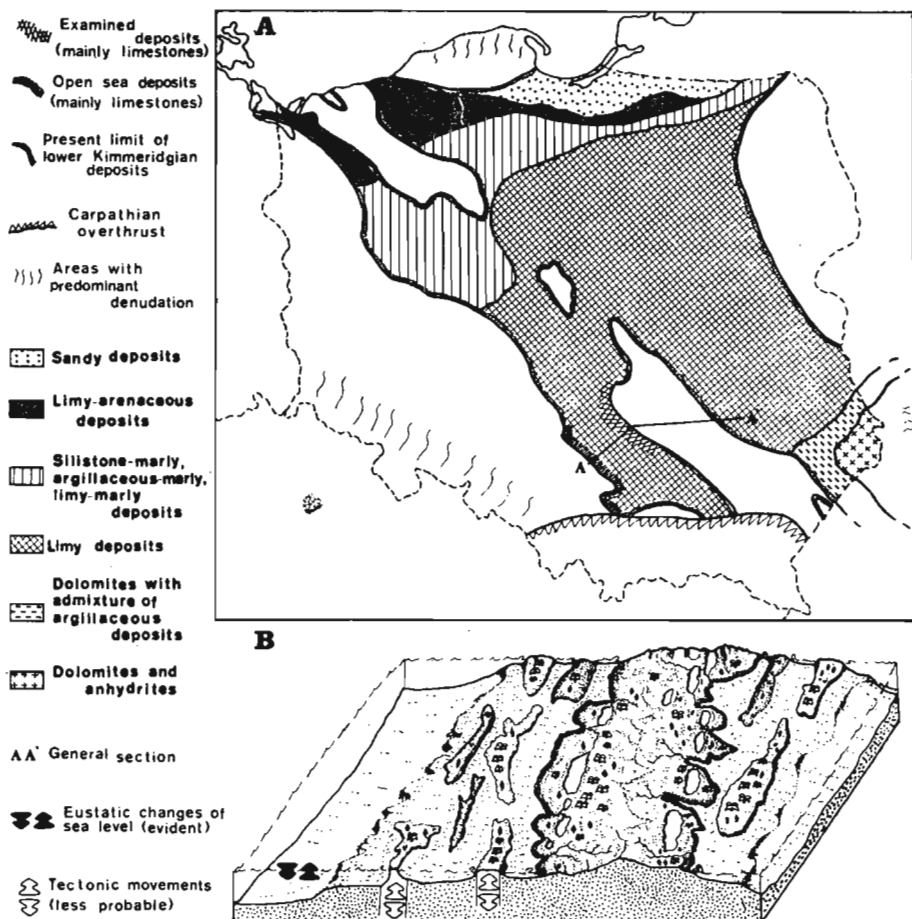 Examined
deposits
(mainly limestones)
Open sea deposits
(mainly limestones)
Present limit of
lower Kimmeridgian
deposits
Carpathian
overthrust
Areas with
predominant
denudation
Sandy deposits
Limy-arenaceous
deposits
Silistone-marly,
argillaceous-marly,
limy-marly
deposits
Limy deposits
Dolomites with
admixture of
argillaceous
deposits
Dolomites and
anhydrites
AA' General section
Eustatic changes of
sea level (evident)
Tectonic movements
(less probable)
A
A
A
B